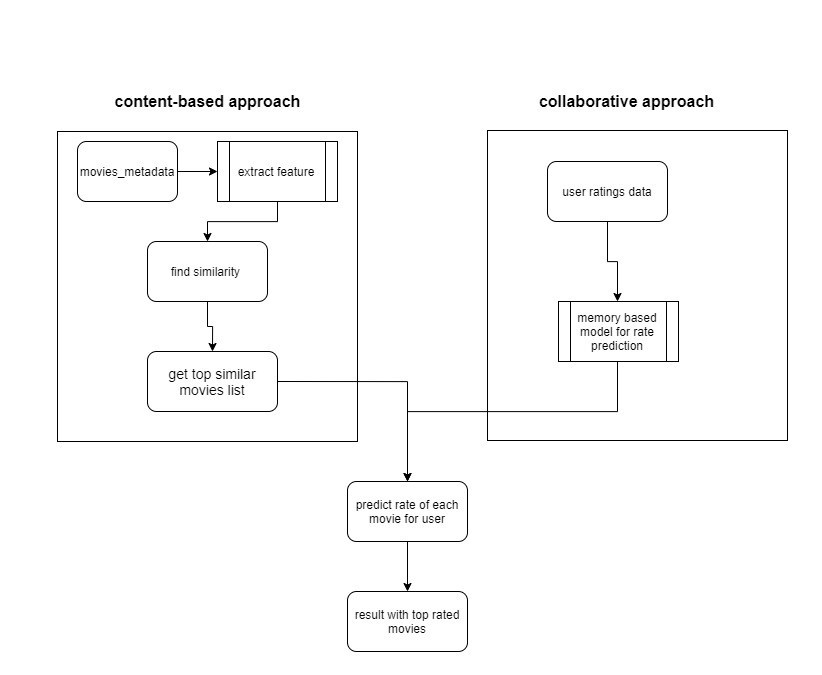 content-based approach
collaborative approach
movies_metadata
extract feature
find similarity
get top similar
movies list
user ratings data
memory based
model for rate
prediction
predict rate of each
movie for user
result with top rated
movies